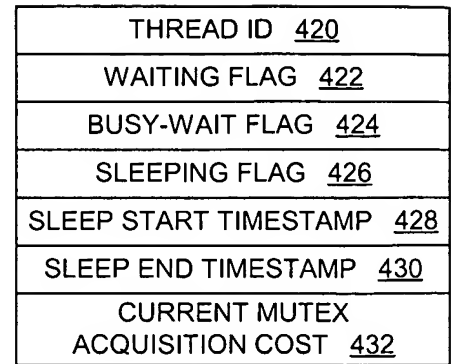 THREAD ID 420
WAITING FLAG 422
BUSY-WAIT FLAG 424
SLEEPING FLAG 426
SLEEP START TIMESTAMP 428
SLEEP END TIMESTAMP 430
CURRENT MUTEX
ACQUISITION COST 432